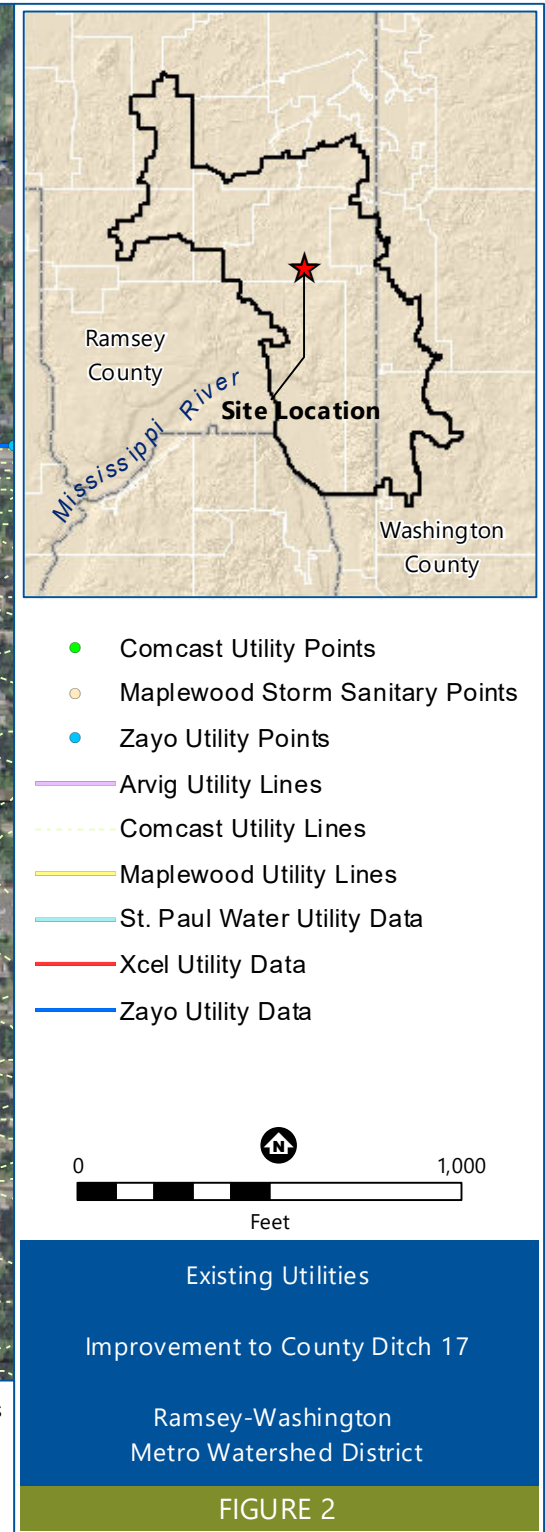 Ramsey
County
Mississippi River
Site Location
Washington
County
Comcast Utility Points
Maplewood Storm Sanitary Points
Zayo Utility Points
Arvig Utility Lines
Comcast Utility Lines
Maplewood Utility Lines
St. Paul Water Utility Data
Xcel Utility Data
Zayo Utility Data
N
0 1,000
Feet
Existing Utilities
Improvement to County Ditch 17
Ramsey-Washington
Metro Watershed District
FIGURE 2